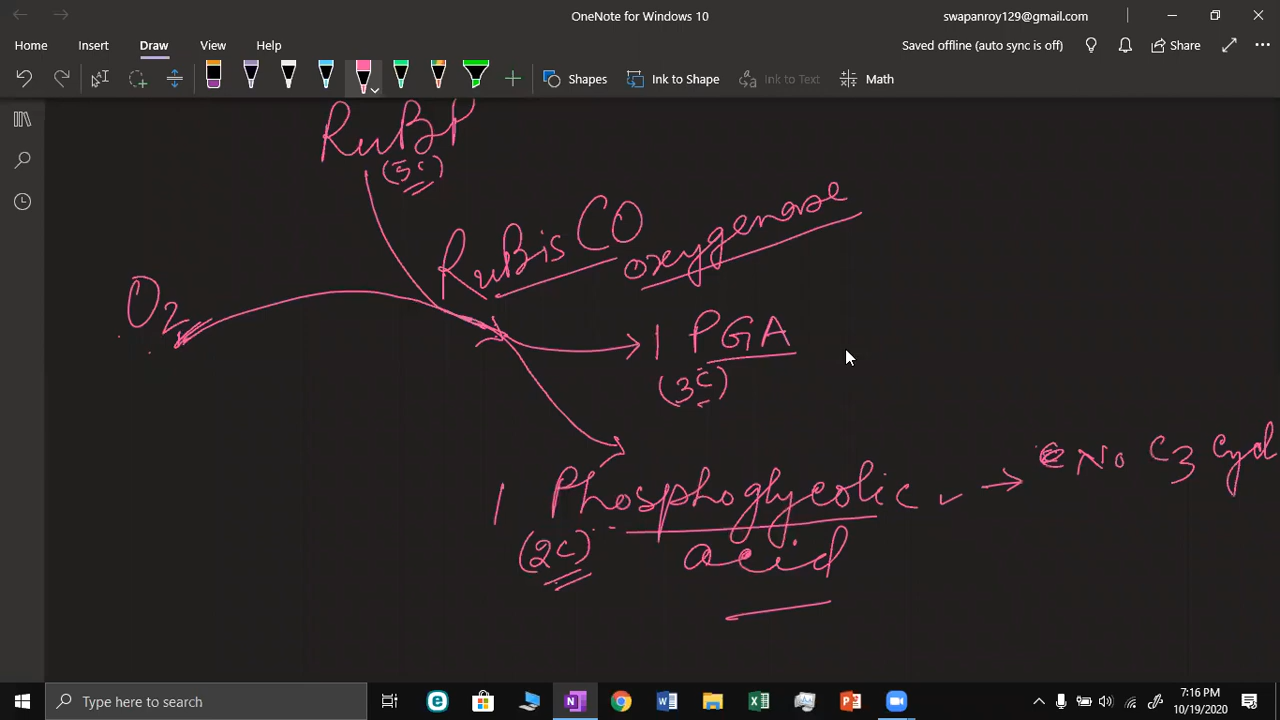 OneNote for Windows 10
swapanroy129@gmail.com
Home
Insert
Draw
View
Help
Saved offline (auto sync is off)
Share
Shapes
Ink to Shape
Ink to Text
Math
RuBP
(5C)
RuBisCO
oxygenase
O2
1 PGA
(3C)
1 Phosphoglycolic
acid
(2C)
No C3 Cycl
Type here to search
1:16 PM
10/19/2020